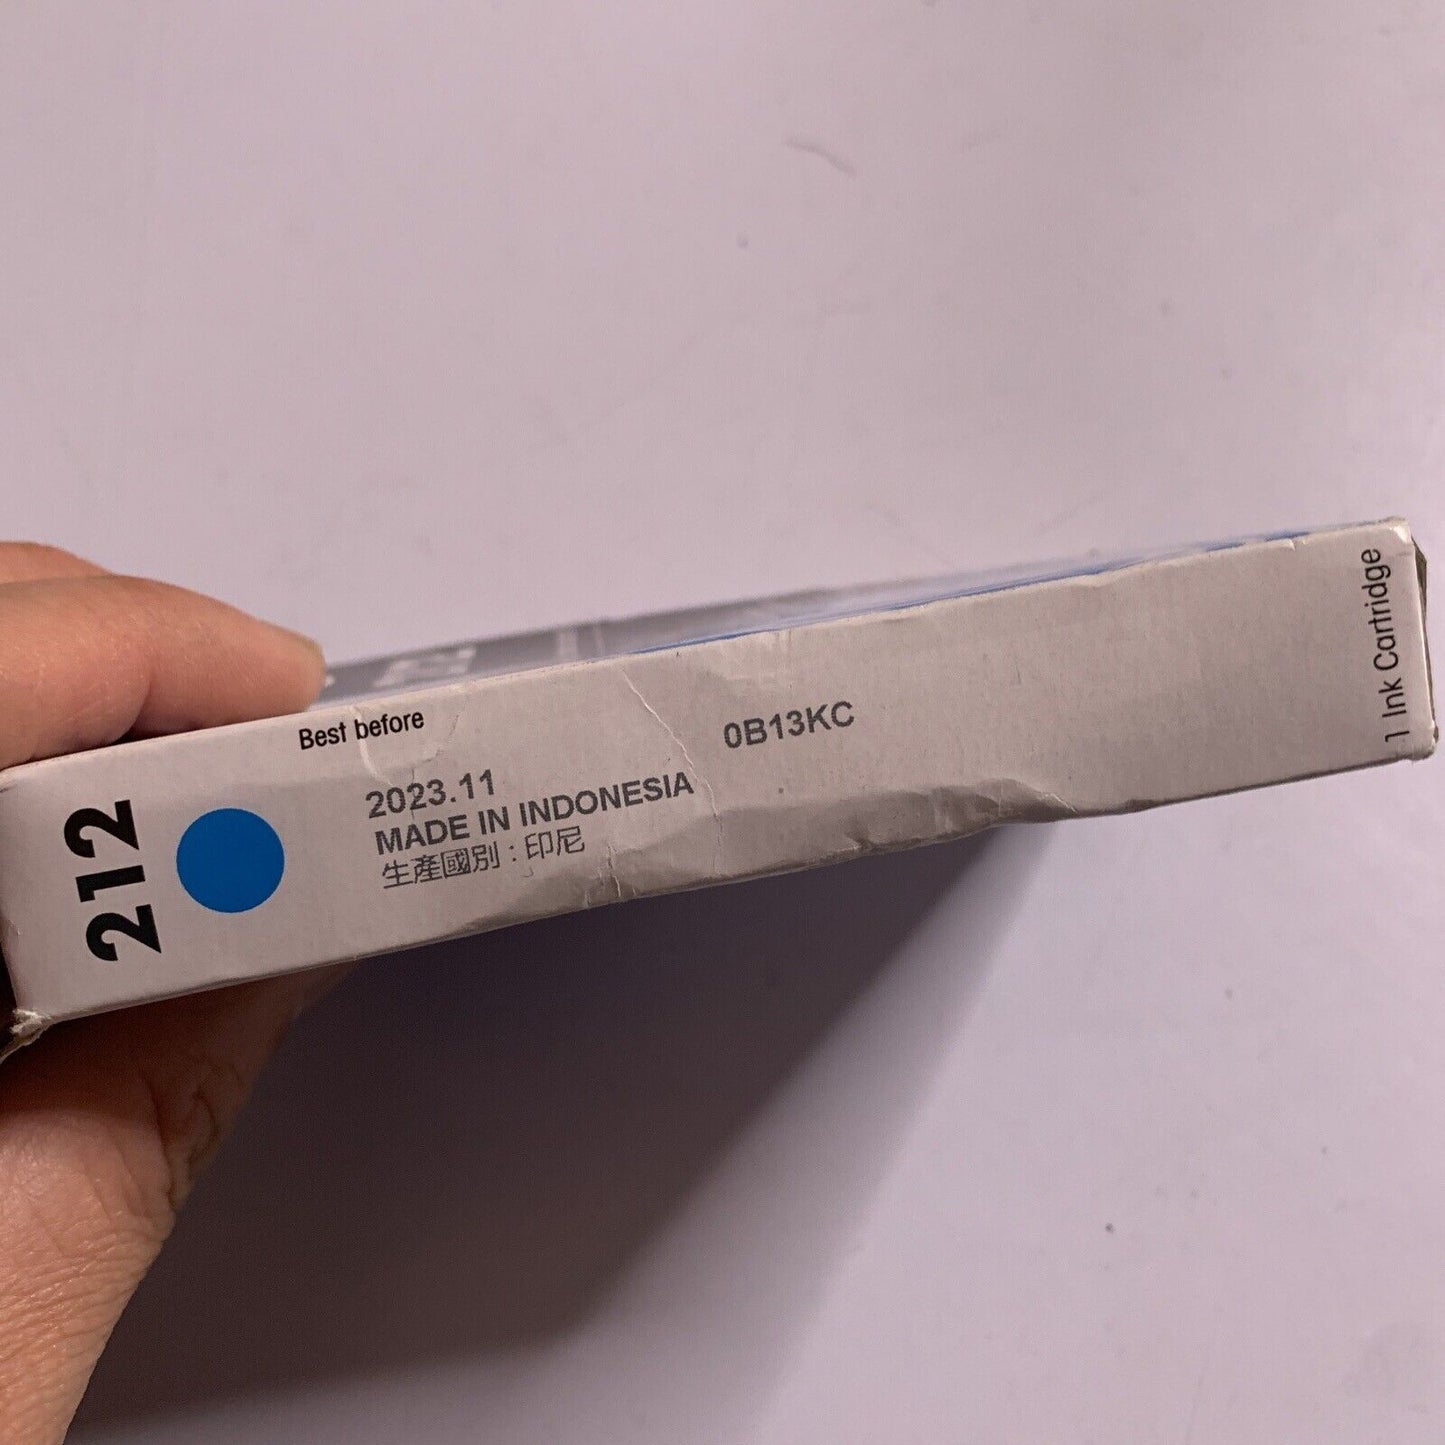 212
Best before
2023.11
MADE IN INDONESIA
生產國別：印尼
0B13KC
1 Ink Cartridge